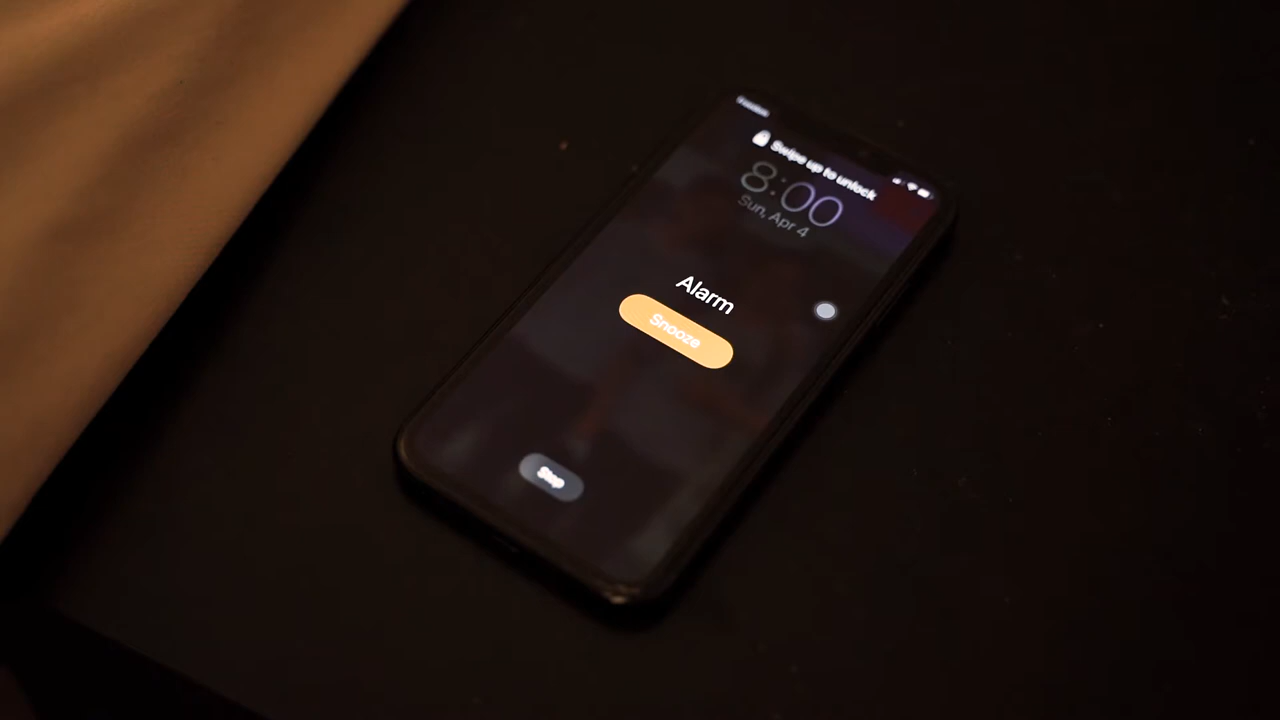 Swipe up to unlock
8:00
Sun, Apr 4
Alarm
Snooze
Stop